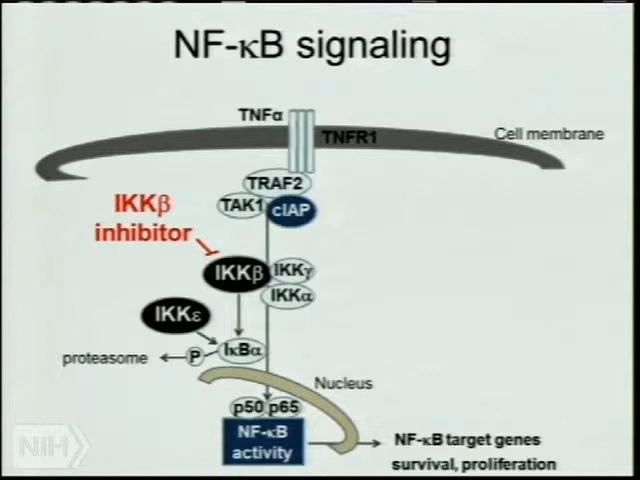 NF-κB signaling
TNFα
TNFR1
Cell membrane
TRAF2
TAK1
cIAP
IKKβ
inhibitor
IKKβ
IKKγ
IKKα
IKKε
IκBα
proteasome
P
Nucleus
p50
p65
NF-κB
activity
NF-κB target genes
survival, proliferation
NIH